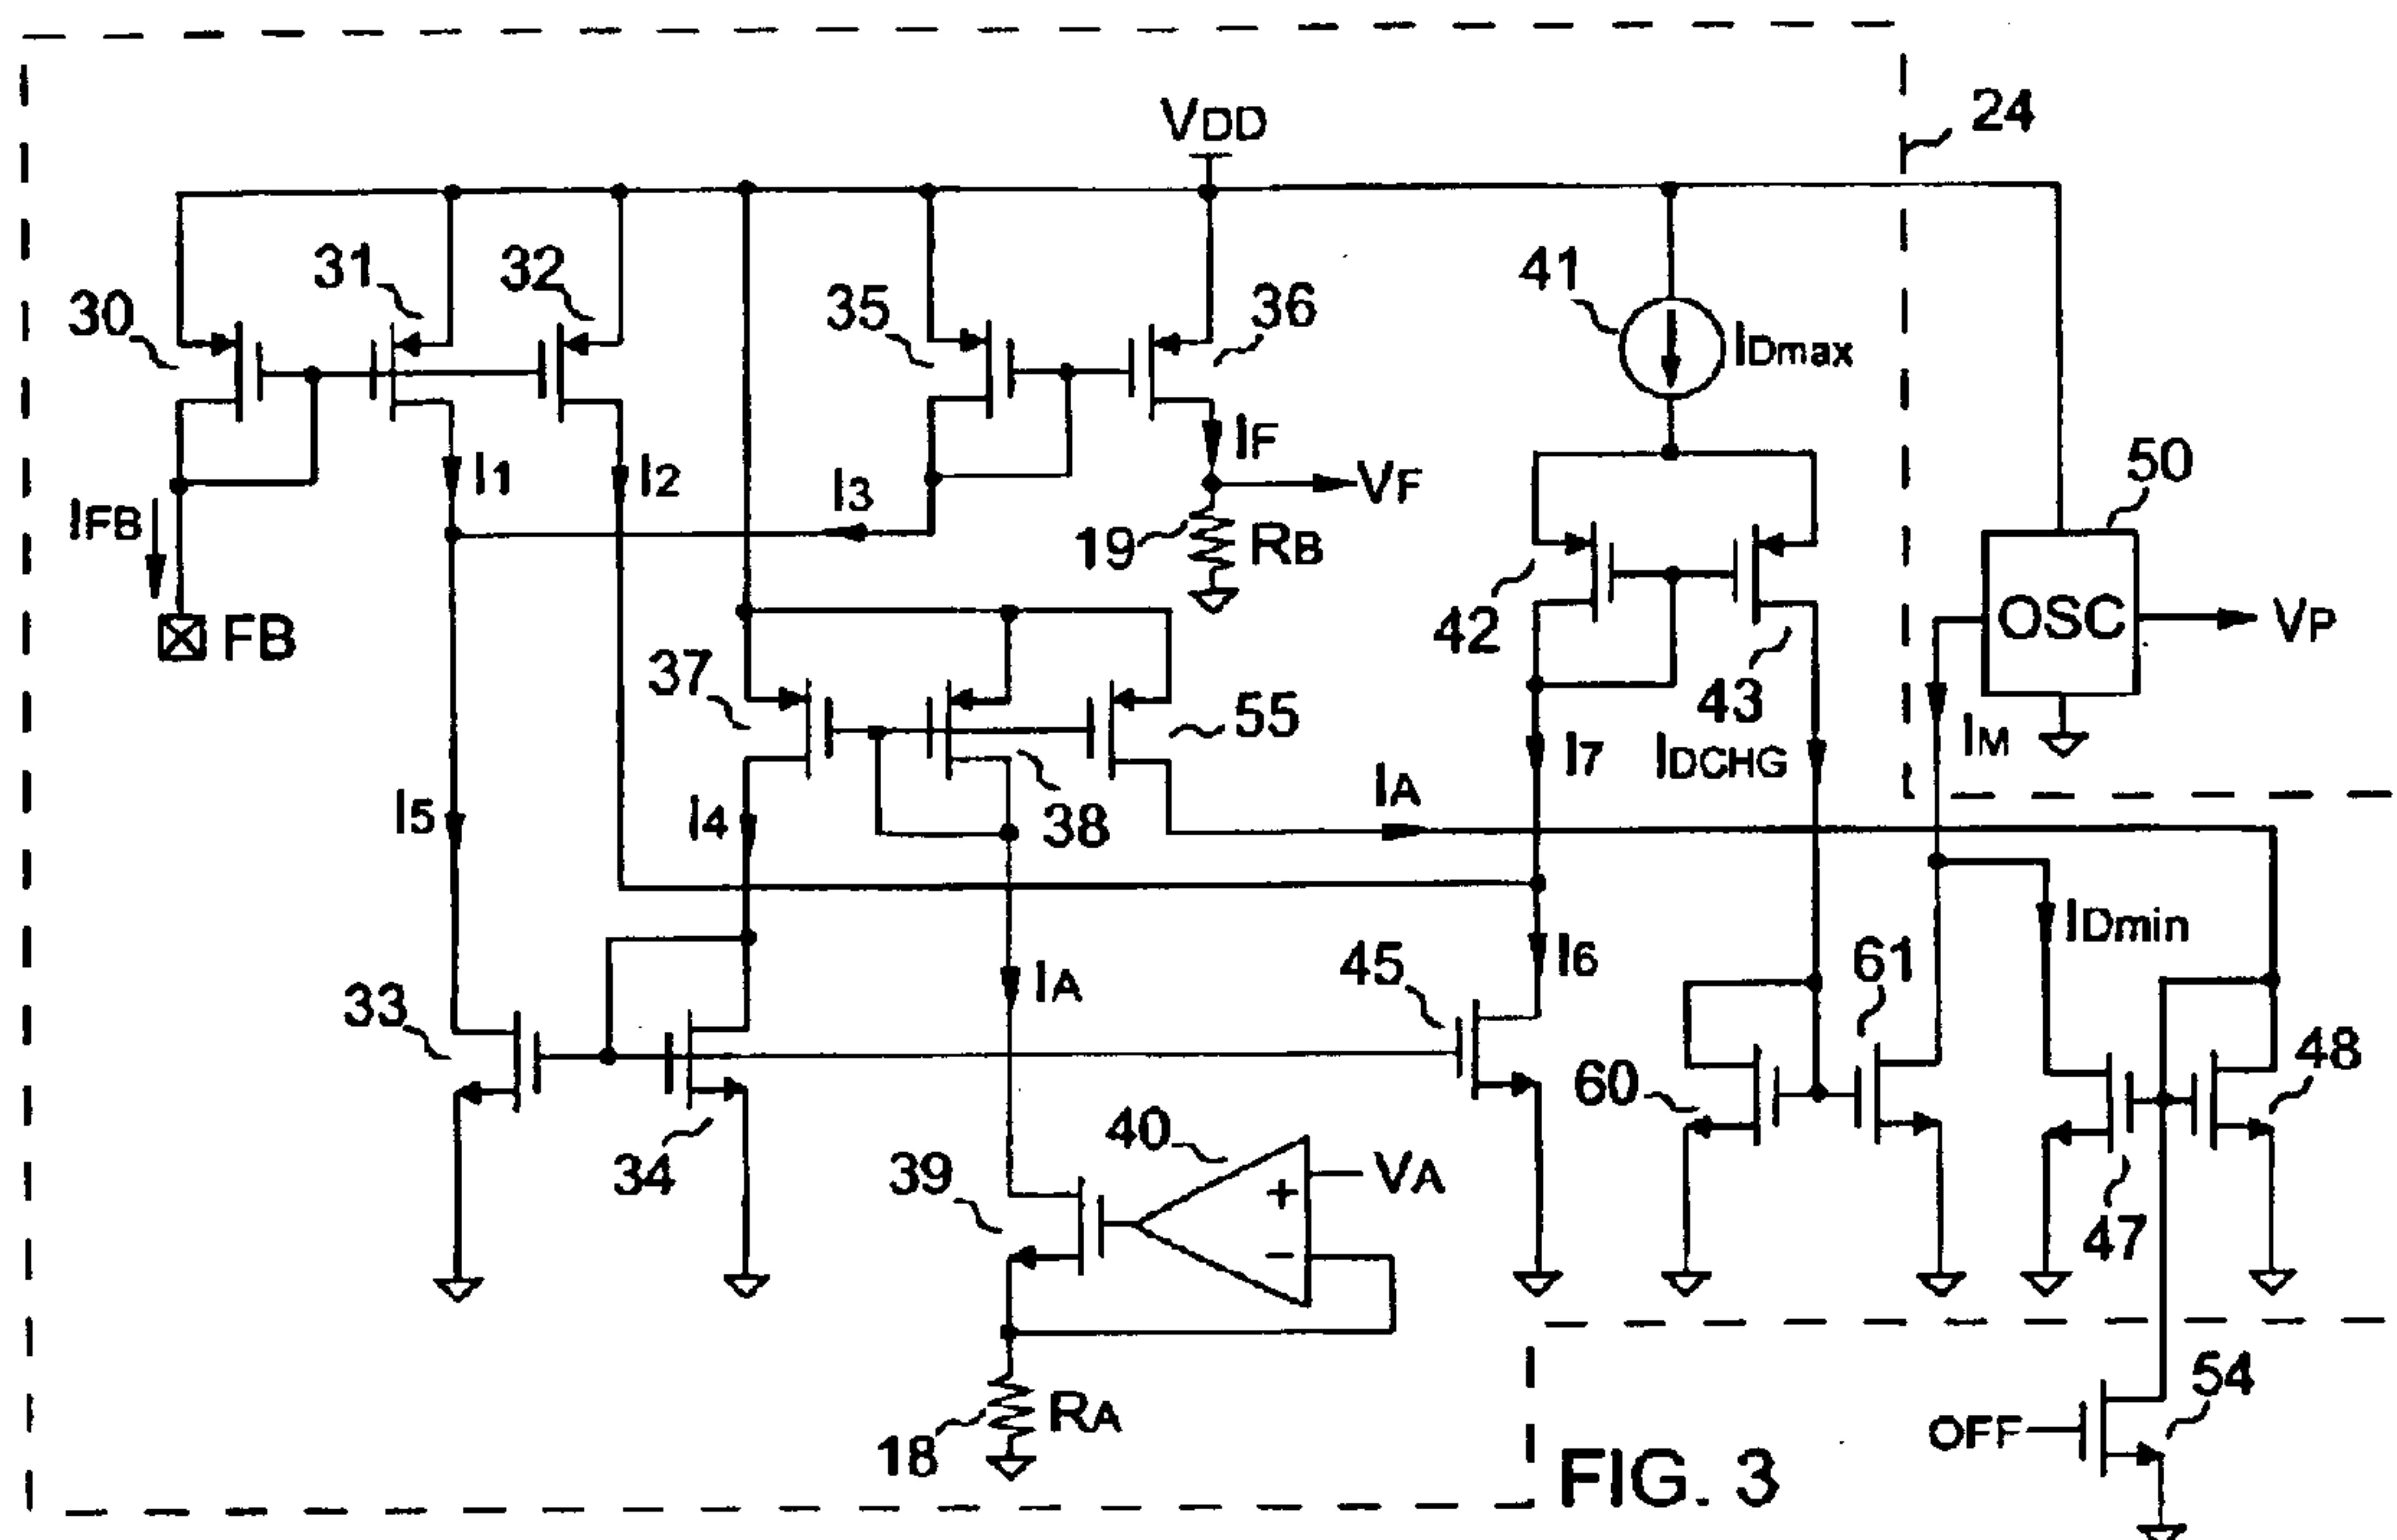 VDD
24
31
32
30
35
36
41
IDmax
IF
I1
I2
I3
VF
50
IFB
19
RB
OSC
VP
42
FB
37
55
43
IM
I7
IDCHG
I5
I4
38
IA
IDmin
I6
45
61
IA
33
60
48
34
39
40
+
VA
−
47
18
RA
54
OFF
FIG. 3